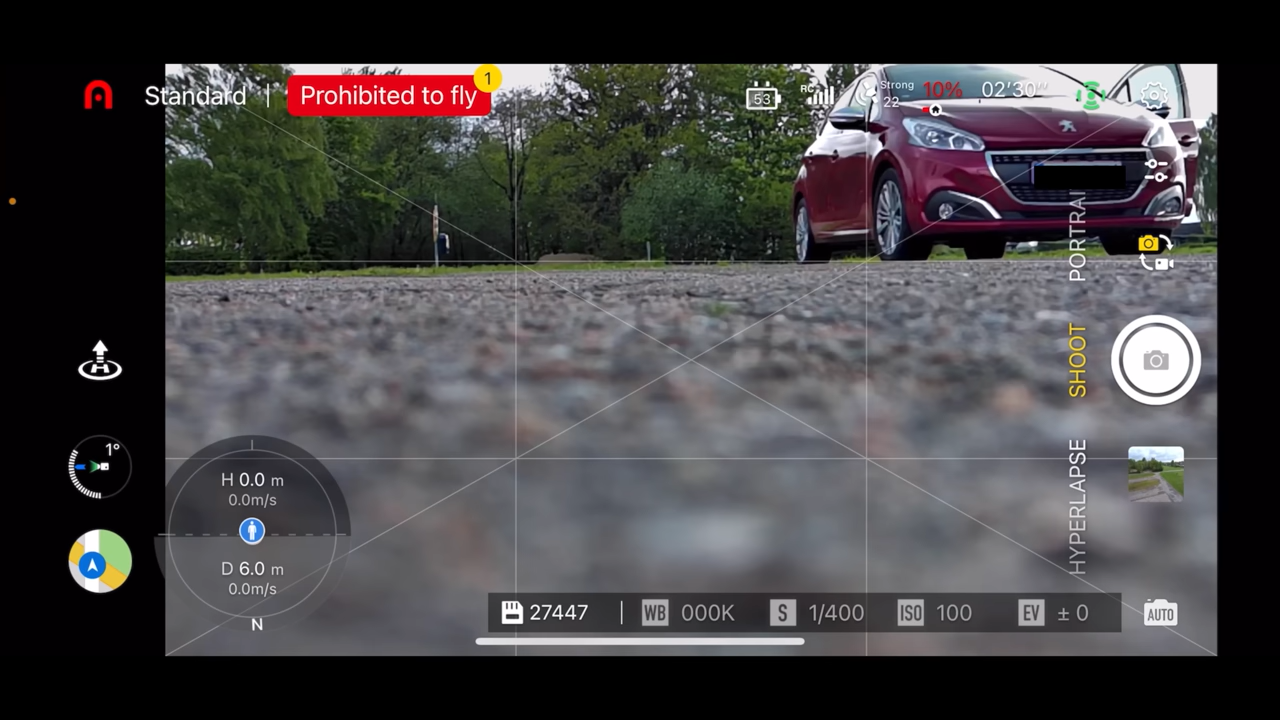 Standard | Prohibited to fly 1
53 RC Strong 22 10% 02'30''
PORTRAI
SHOOT
HYPERLAPSE
1°
H 0.0 m
0.0m/s
D 6.0 m
0.0m/s
N
27447 | WB 000K S 1/400 ISO 100 EV ± 0 AUTO